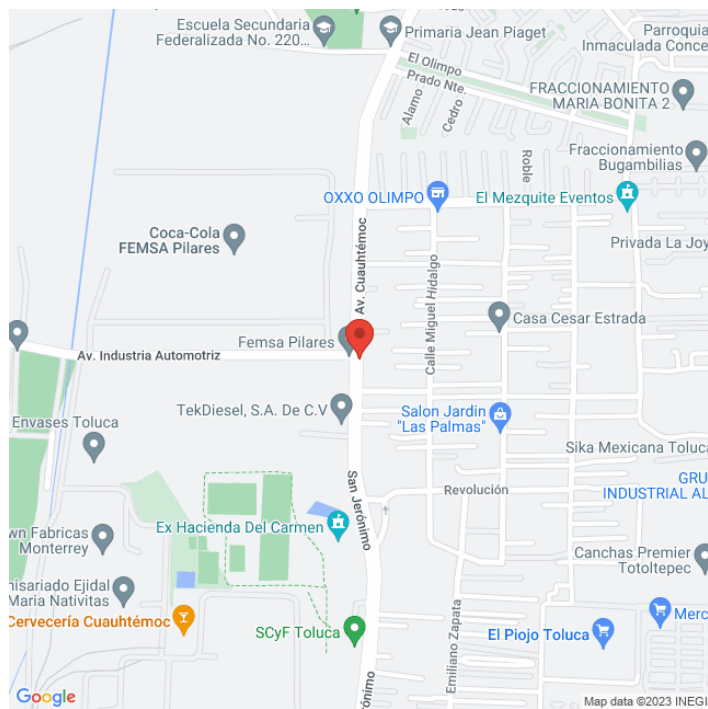 Escuela Secundaria
Federalizada No. 220...
Primaria Jean Piaget
Parroquia
Inmaculada Conce
El Olimpo
Prado Nte.
Alamo
Cedro
FRACCIONAMIENTO
MARIA BONITA 2
Roble
Fraccionamiento
Bugambilias
OXXO OLIMPO
El Mezquite Eventos
Coca-Cola
FEMSA Pilares
Av. Cuauhtémoc
Calle Miguel Hidalgo
Privada La Joy
Casa Cesar Estrada
Femsa Pilares
Av. Industria Automotriz
TekDiesel, S.A. De C.V
Salon Jardin
"Las Palmas"
Envases Toluca
Sika Mexicana Toluca
San Jerónimo
Revolución
GRU
INDUSTRIAL AL
Ex Hacienda Del Carmen
wn Fabricas
Monterrey
Canchas Premier
Totoltepec
misariado Ejidal
Maria Nativitas
Cervecería Cuauhtémoc
SCyF Toluca
Emiliano Zapata
El Piojo Toluca
Merc
rónimo
Google
Map data ©2023 INEGI